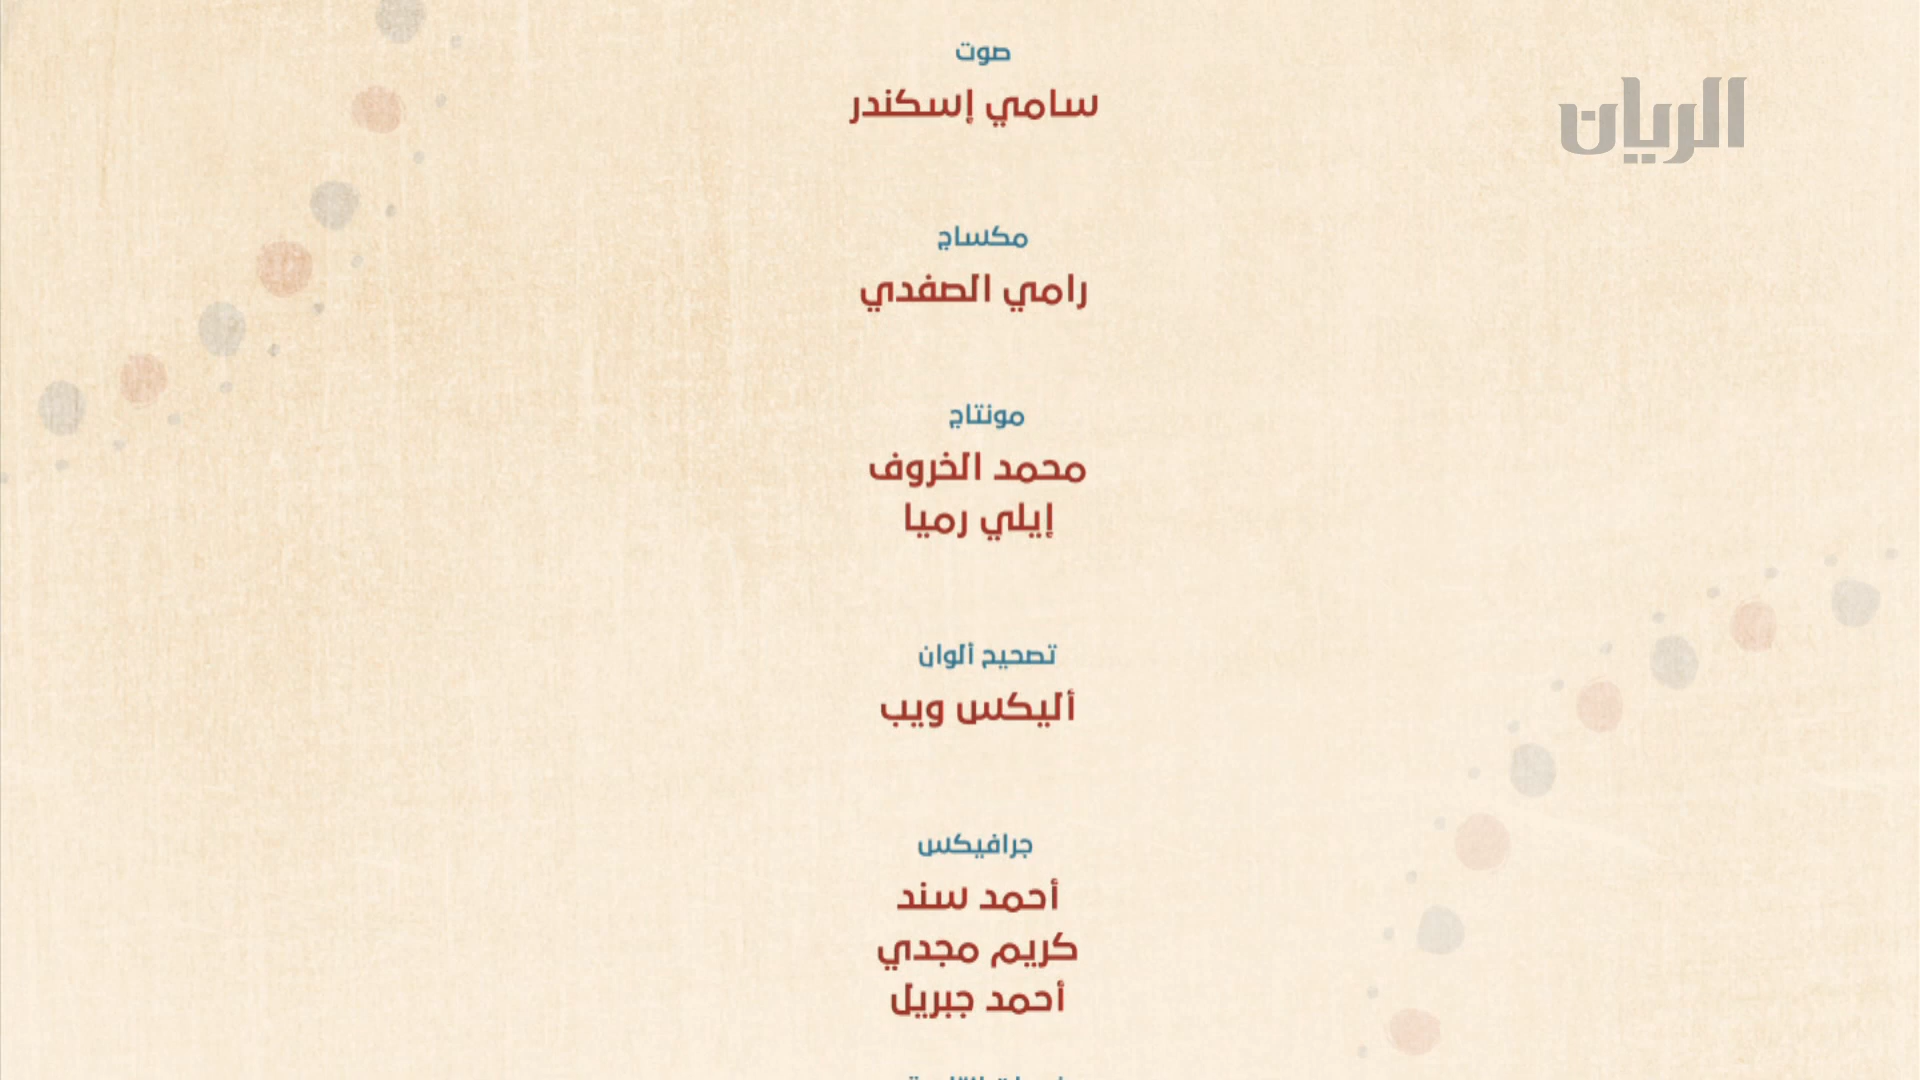 صوت
سامي إسكندر
الريان
مكساج
رامي الصفدي
مونتاج
محمد الخروف
إيلي رميا
تصحيح ألوان
أليكس ويب
جرافيكس
أحمد سند
كريم مجدي
أحمد جبريل